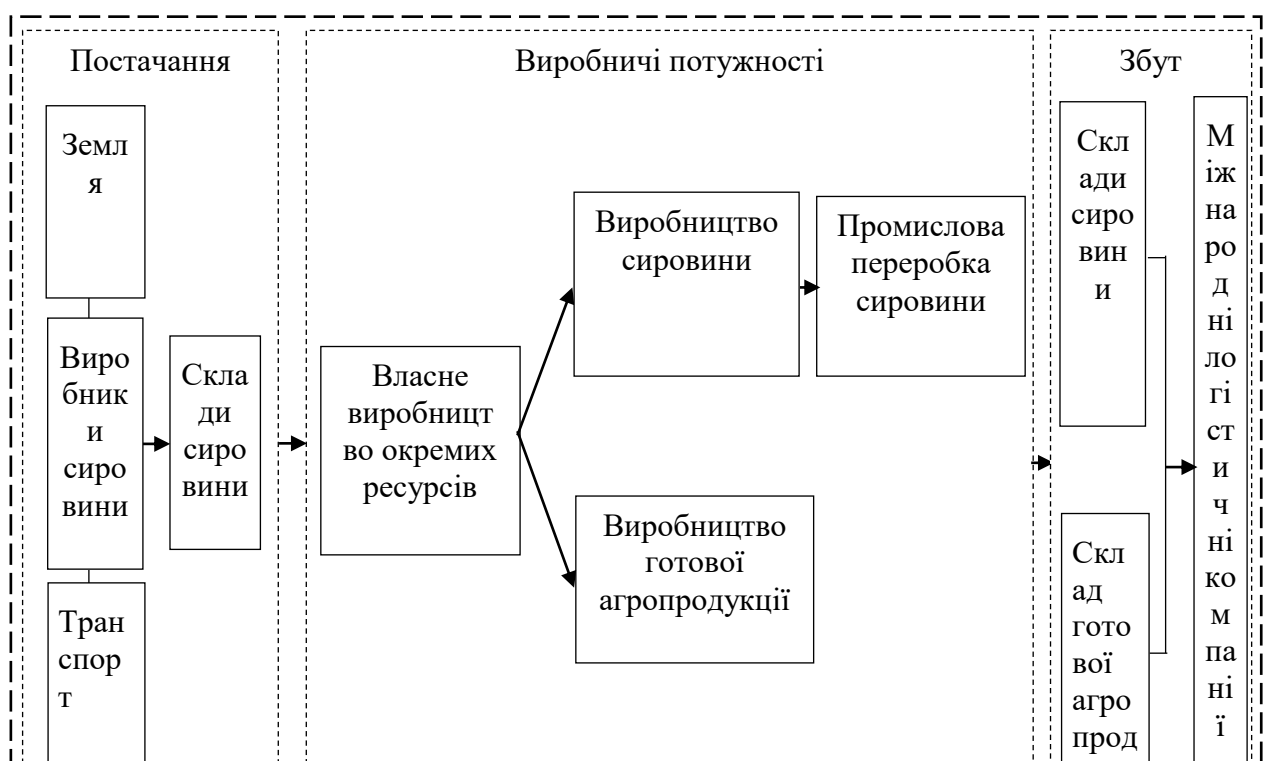 Постачання
Земл
я
Виро
бник
и
сиро
вини
Тран
спор
т
Скла
ди
сиро
вини
Виробничі потужності
Власне
виробницт
во окремих
ресурсів
Виробництво
сировини
Промислова
переробка
сировини
Виробництво
готової
агропродукції
Збут
Скл
ади
сиро
вин
и
Скл
ад
гото
вої
агро
прод
М
іж
на
ро
д
ні
ло
гі
ст
и
ч
ні
ко
м
па
ні
ї